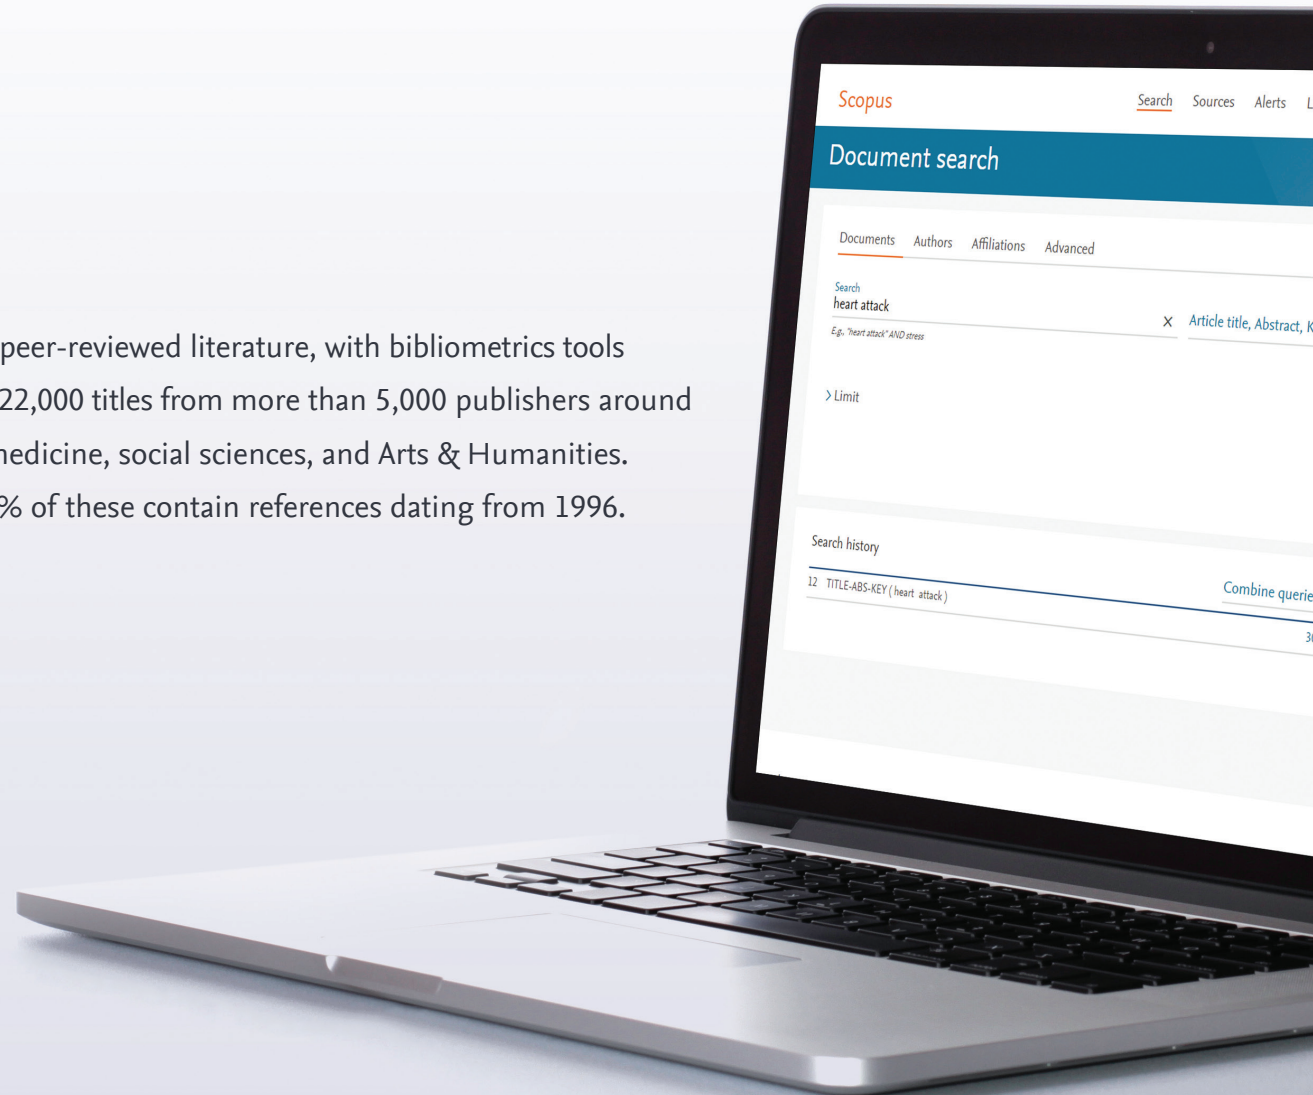 peer-reviewed literature, with bibliometrics tools
22,000 titles from more than 5,000 publishers around
medicine, social sciences, and Arts & Humanities.
% of these contain references dating from 1996.
Scopus
Search Sources Alerts L
Document search
Documents Authors Affiliations Advanced
Search
heart attack
X Article title, Abstract, K
E.g., "heart attack" AND stress
> Limit
Search history
Combine querie
12 TITLE-ABS-KEY ( heart attack )